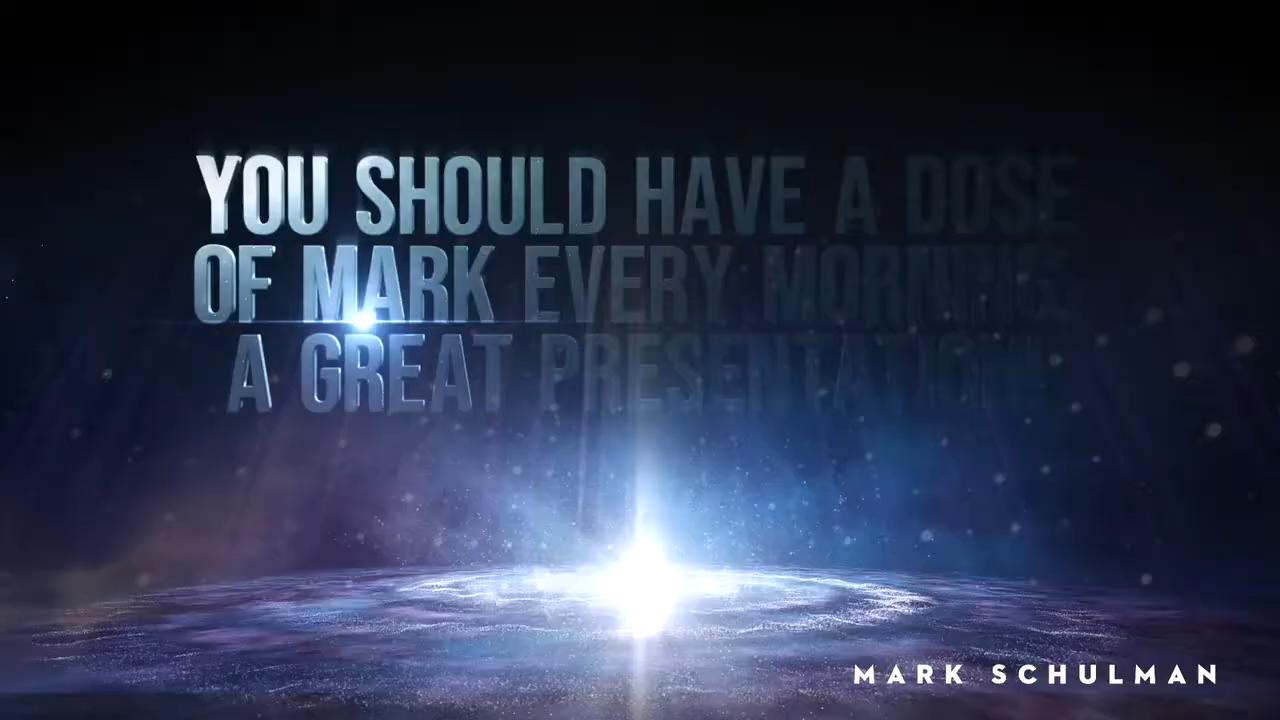 YOU SHOULD HAVE A DOSE
OF MARK EVERY MORNING.
A GREAT PRESENTATION!
MARK SCHULMAN